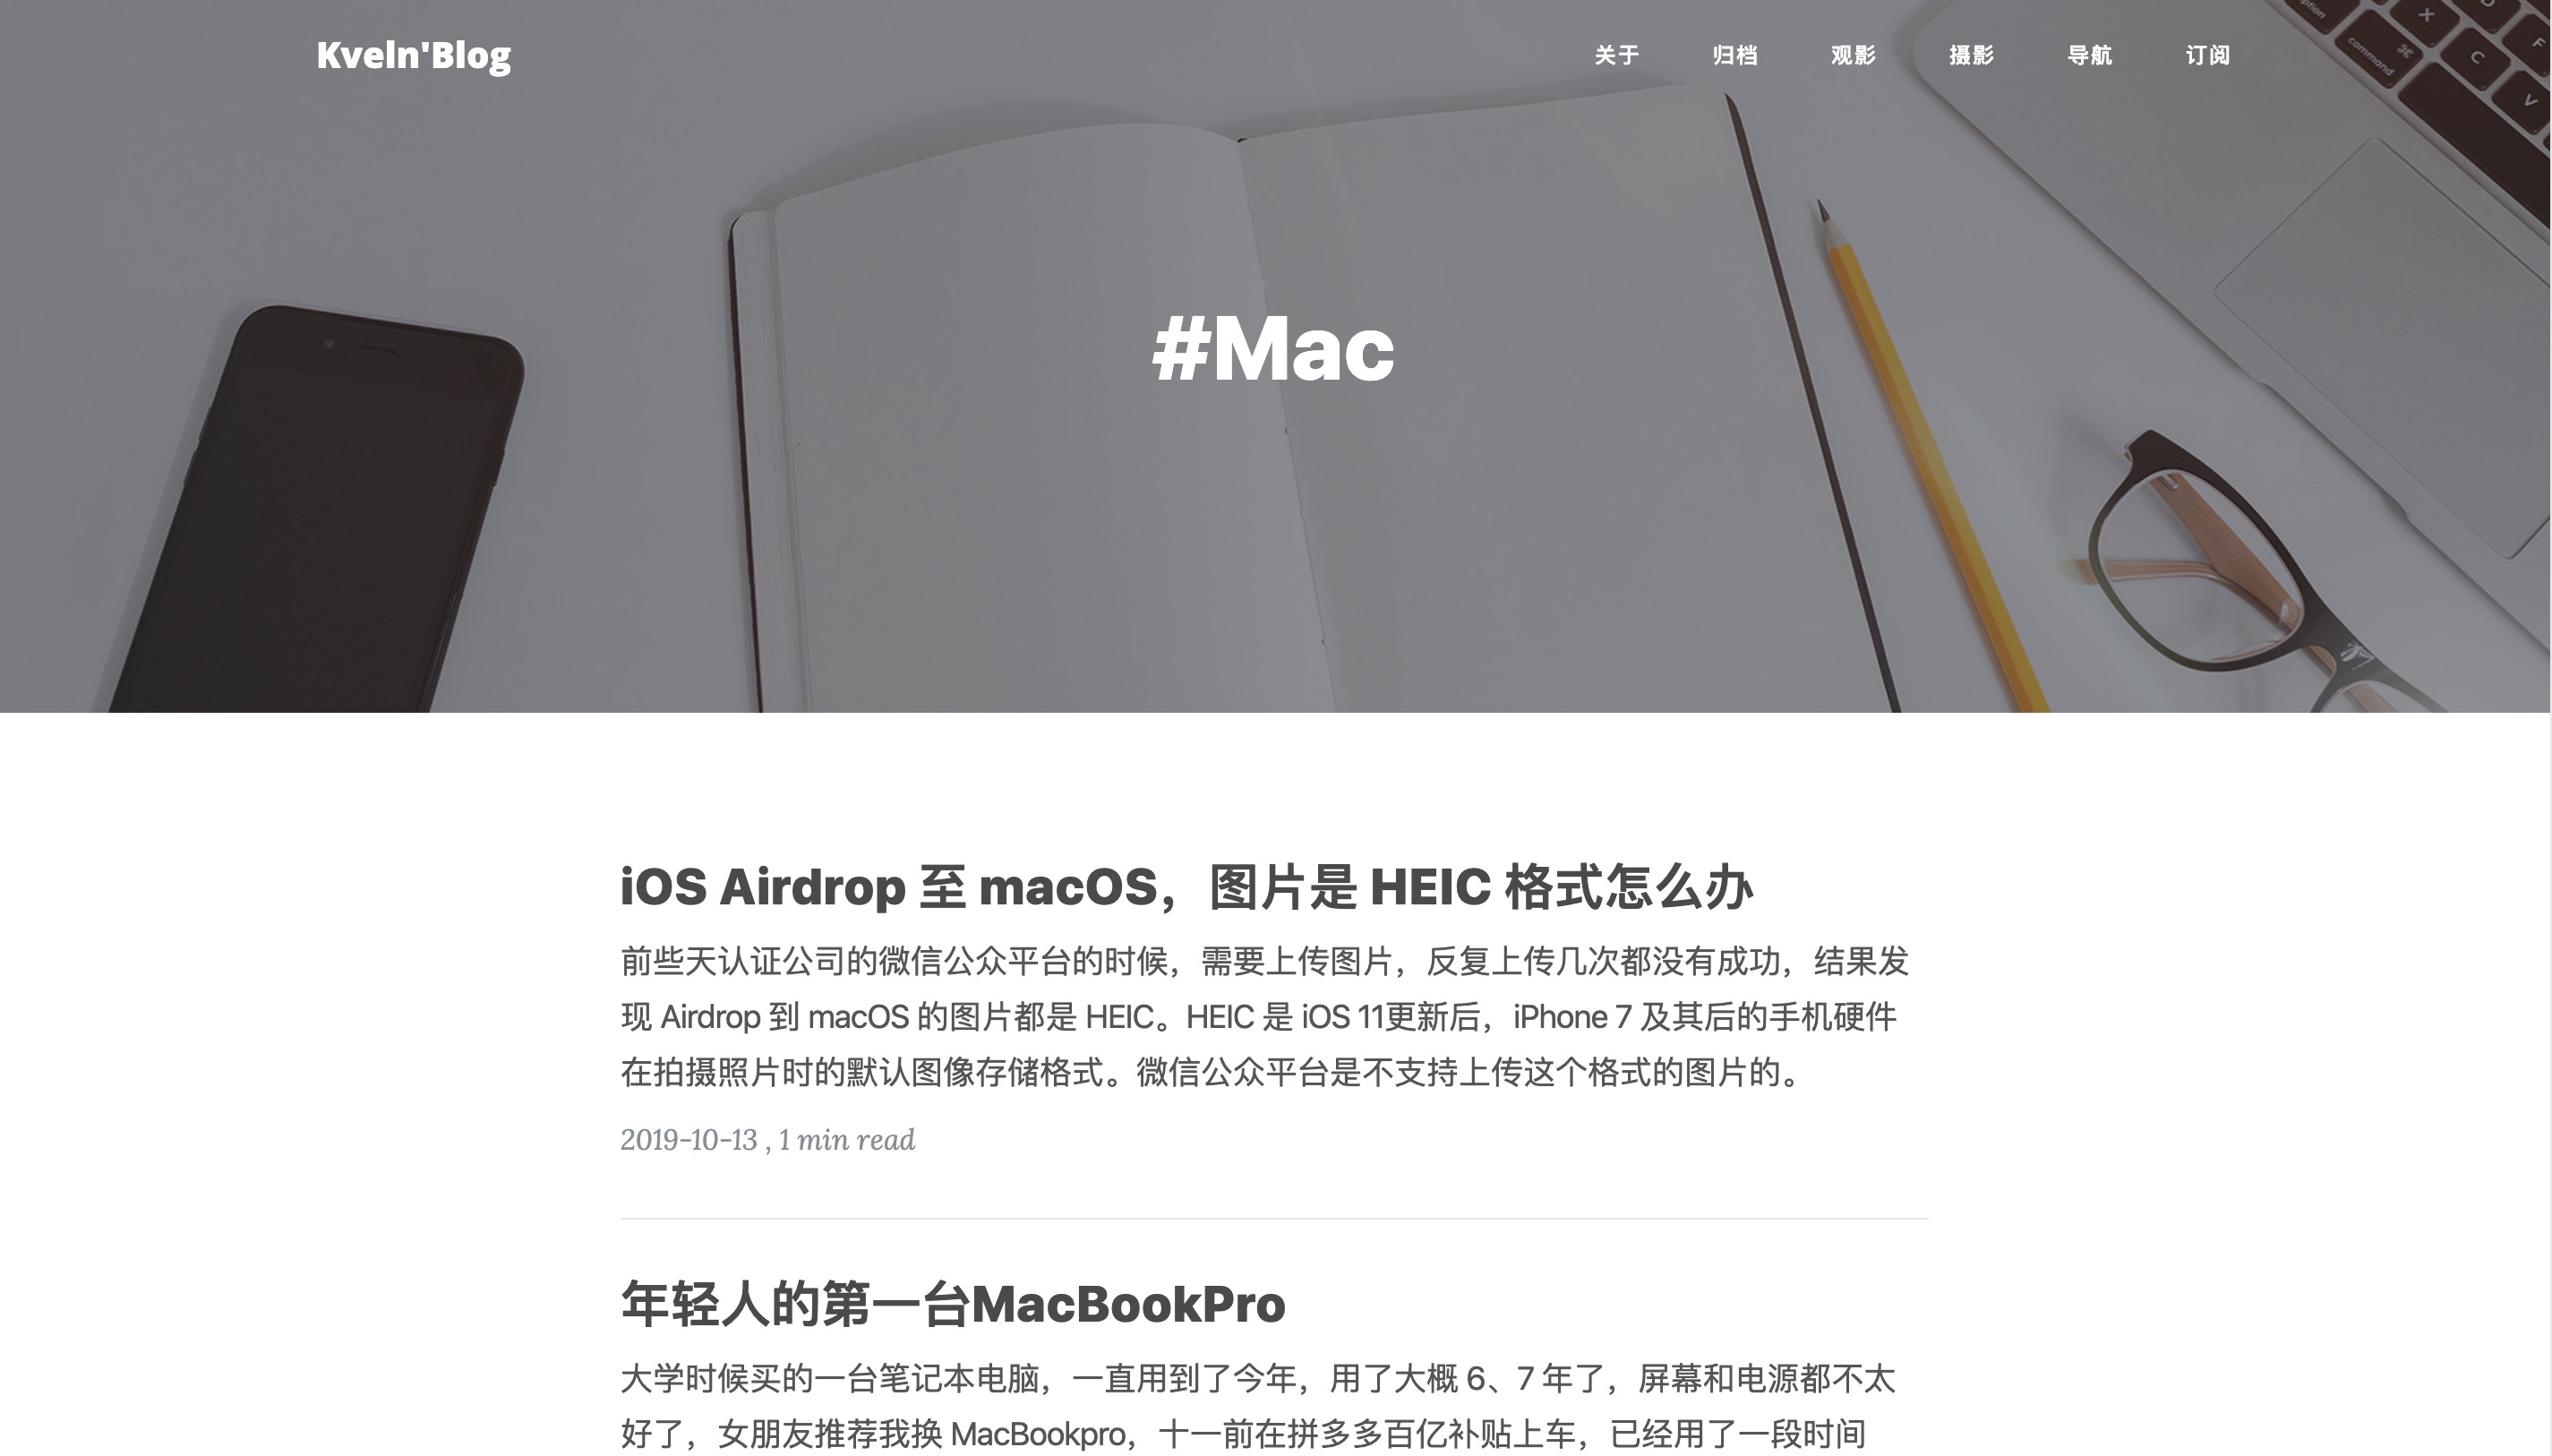 Kveln'Blog
关于 归档 观影 摄影 导航 订阅
option
command ⌘
X
C
V
D
F
#Mac
iOS Airdrop 至 macOS，图片是 HEIC 格式怎么办
前些天认证公司的微信公众平台的时候，需要上传图片，反复上传几次都没有成功，结果发
现 Airdrop 到 macOS 的图片都是 HEIC。HEIC 是 iOS 11更新后，iPhone 7 及其后的手机硬件
在拍摄照片时的默认图像存储格式。微信公众平台是不支持上传这个格式的图片的。
2019-10-13 , 1 min read
年轻人的第一台MacBookPro
大学时候买的一台笔记本电脑，一直用到了今年，用了大概 6、7 年了，屏幕和电源都不太
好了，女朋友推荐我换 MacBookpro，十一前在拼多多百亿补贴上车，已经用了一段时间